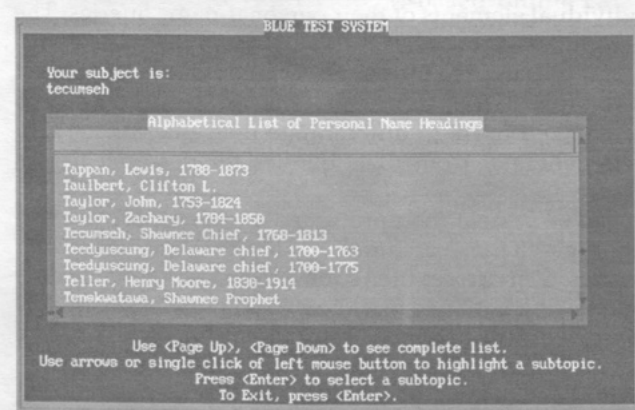 BLUE TEST SYSTEM
Your subject is:
tecumseh
Alphabetical List of Personal Name Headings
Tappan, Lewis, 1788-1873
Taulbert, Clifton L.
Taylor, John, 1753-1824
Taylor, Zachary, 1784-1850
Tecumseh, Shawnee Chief, 1768-1813
Teedyuscung, Delaware chief, 1700-1763
Teedyuscung, Delaware chief, 1700-1775
Teller, Henry Moore, 1830-1914
Tenskwatawa, Shawnee Prophet
Use <Page Up>, <Page Down> to see complete list.
Use arrows or single click of left mouse button to highlight a subtopic.
Press <Enter> to select a subtopic.
To Exit, press <Enter>.